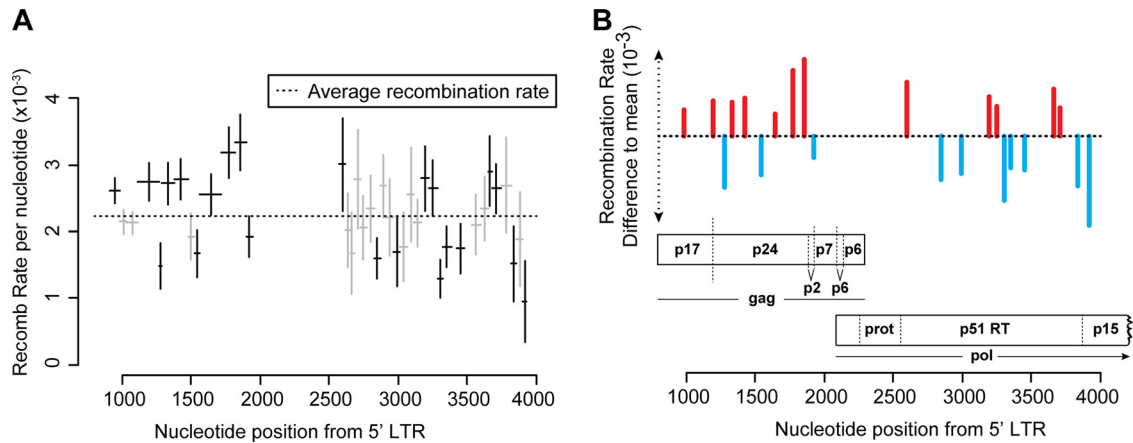 A
Recomb Rate per nucleotide (x10-3)
4
3
2
1
0
Average recombination rate
1000 1500 2000 2500 3000 3500 4000
Nucleotide position from 5' LTR
B
Recombination Rate
Difference to mean (10-3)
p17 p24 p7 p6
p2 p6
gag
prot p51 RT p15
pol
1000 1500 2000 2500 3000 3500 4000
Nucleotide position from 5' LTR